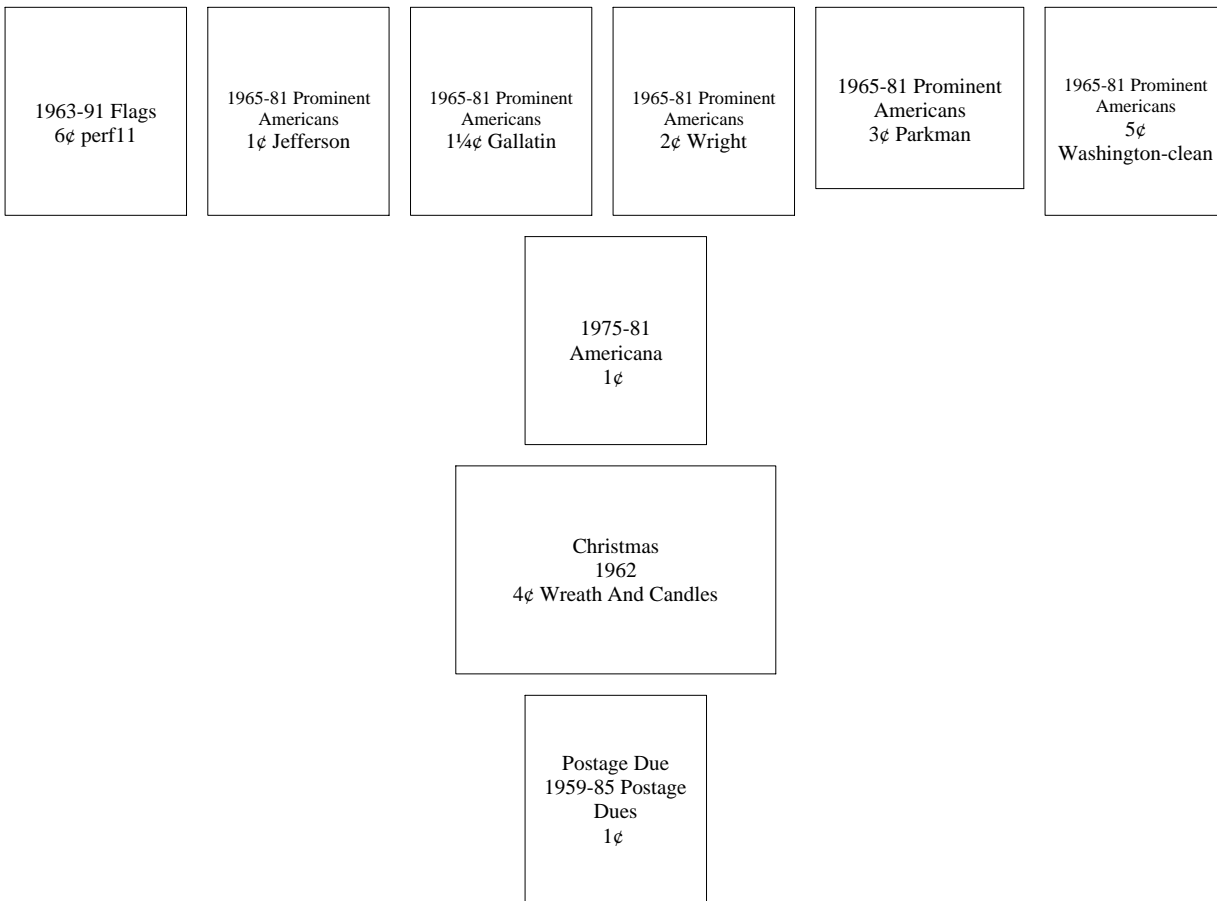 1963-91 Flags
6¢ perf11
1965-81 Prominent
Americans
1¢ Jefferson
1965-81 Prominent
Americans
1¼¢ Gallatin
1965-81 Prominent
Americans
2¢ Wright
1965-81 Prominent
Americans
3¢ Parkman
1965-81 Prominent
Americans
5¢
Washington-clean
1975-81
Americana
1¢
Christmas
1962
4¢ Wreath And Candles
Postage Due
1959-85 Postage
Dues
1¢